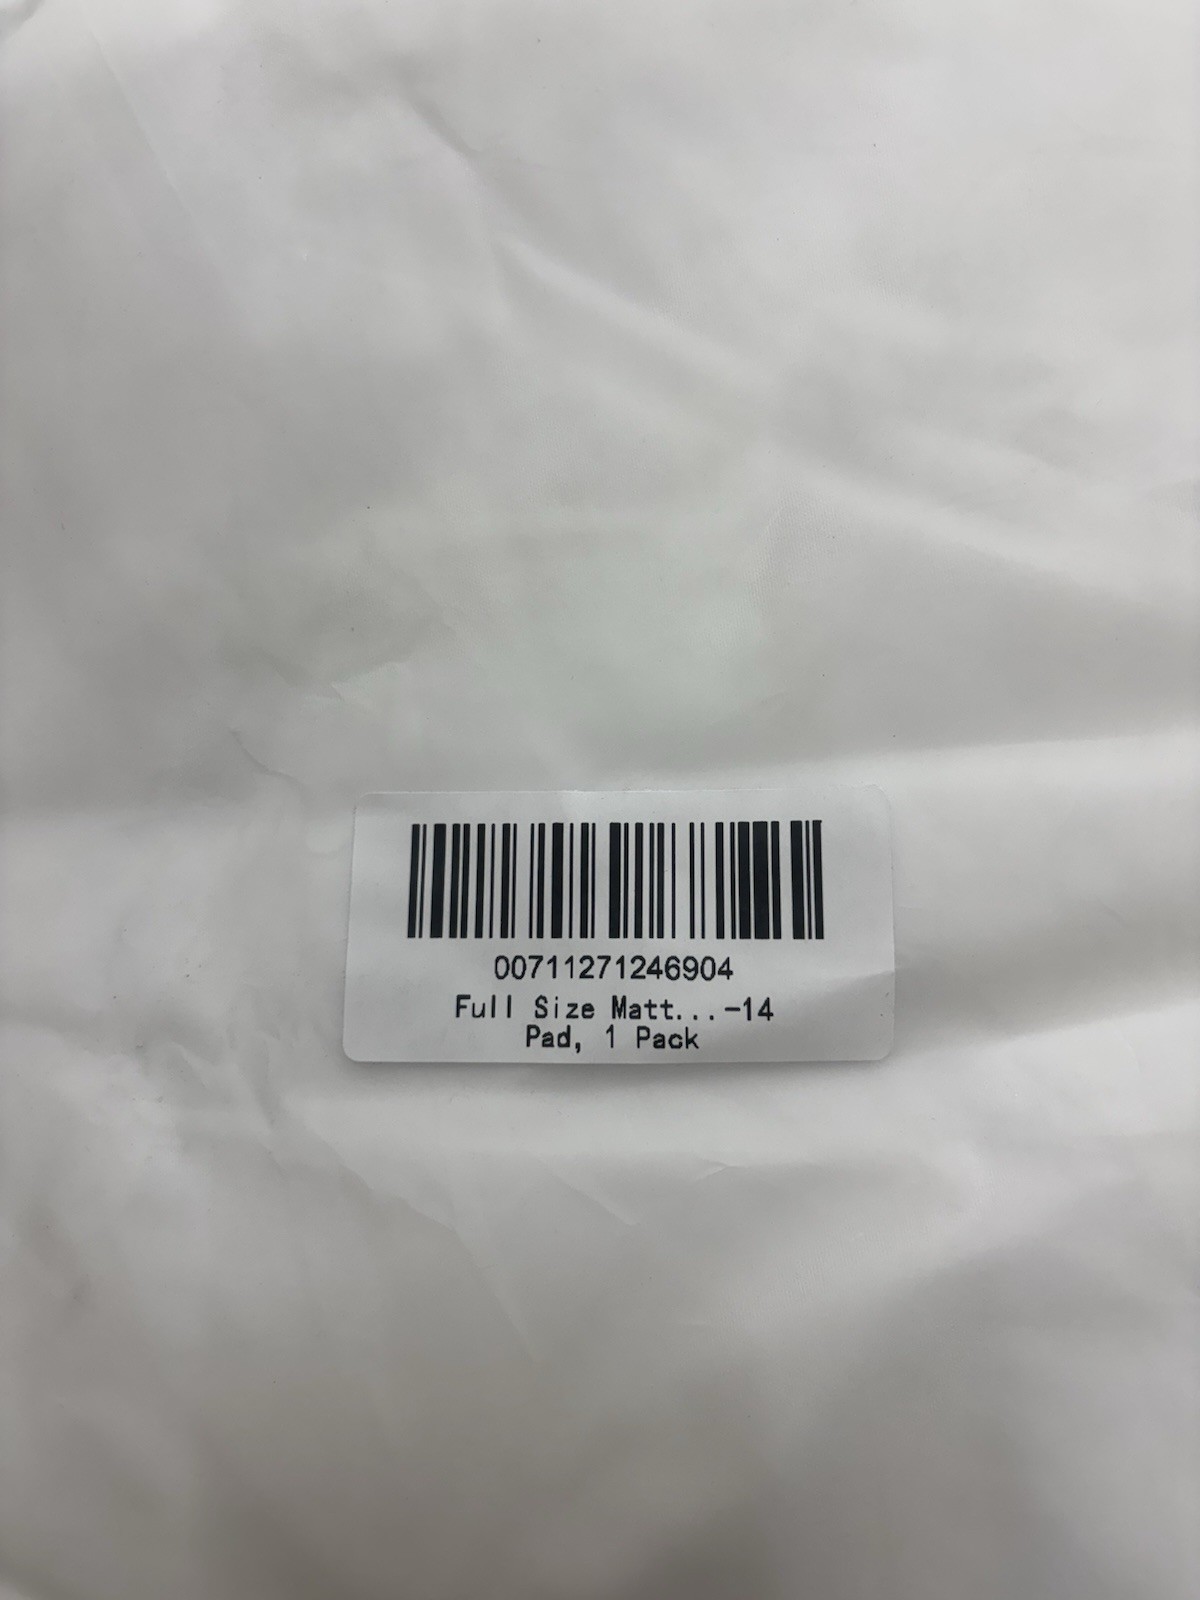 00711271246904
Full Size Matt...-14
Pad, 1 Pack